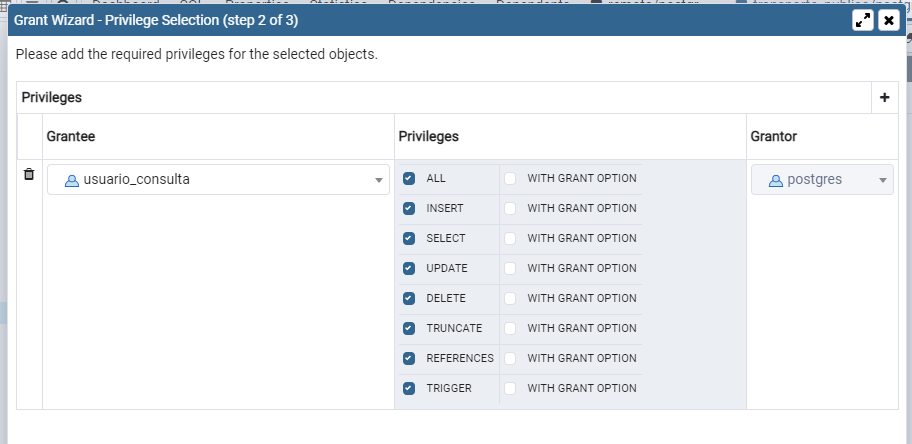 Grant Wizard - Privilege Selection (step 2 of 3)
Please add the required privileges for the selected objects.
Privileges
Grantee Privileges Grantor
usuario_consulta ALL WITH GRANT OPTION postgres
INSERT WITH GRANT OPTION
SELECT WITH GRANT OPTION
UPDATE WITH GRANT OPTION
DELETE WITH GRANT OPTION
TRUNCATE WITH GRANT OPTION
REFERENCES WITH GRANT OPTION
TRIGGER WITH GRANT OPTION